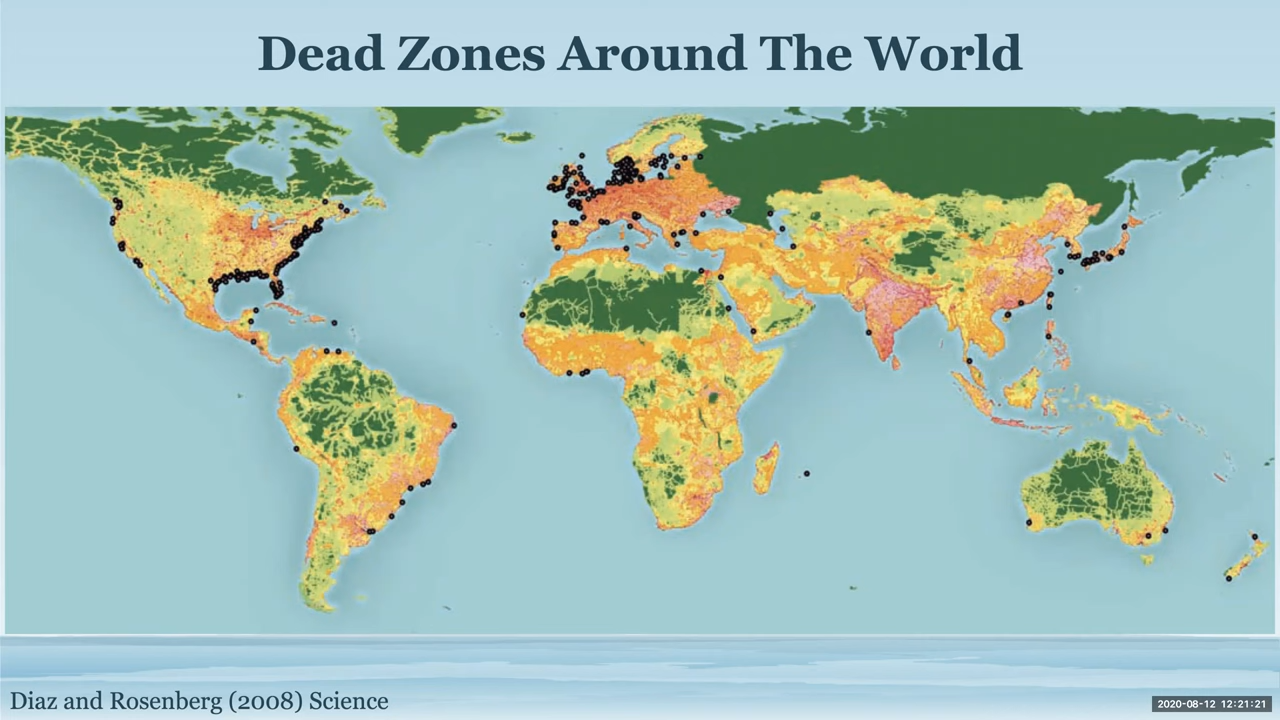 Dead Zones Around The World
Diaz and Rosenberg (2008) Science
2020-08-12 12:21:21